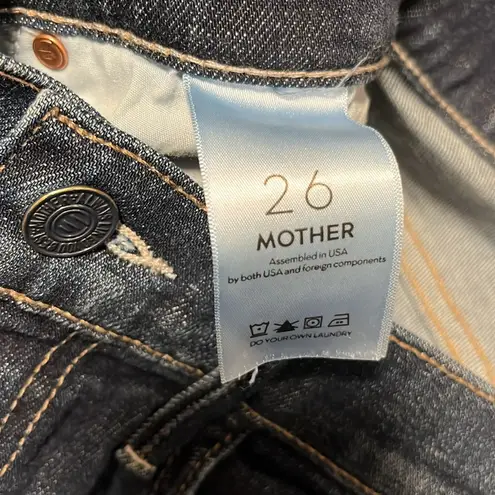 26
MOTHER
Assembled in USA
by both USA and foreign components
DO YOUR OWN LAUNDRY